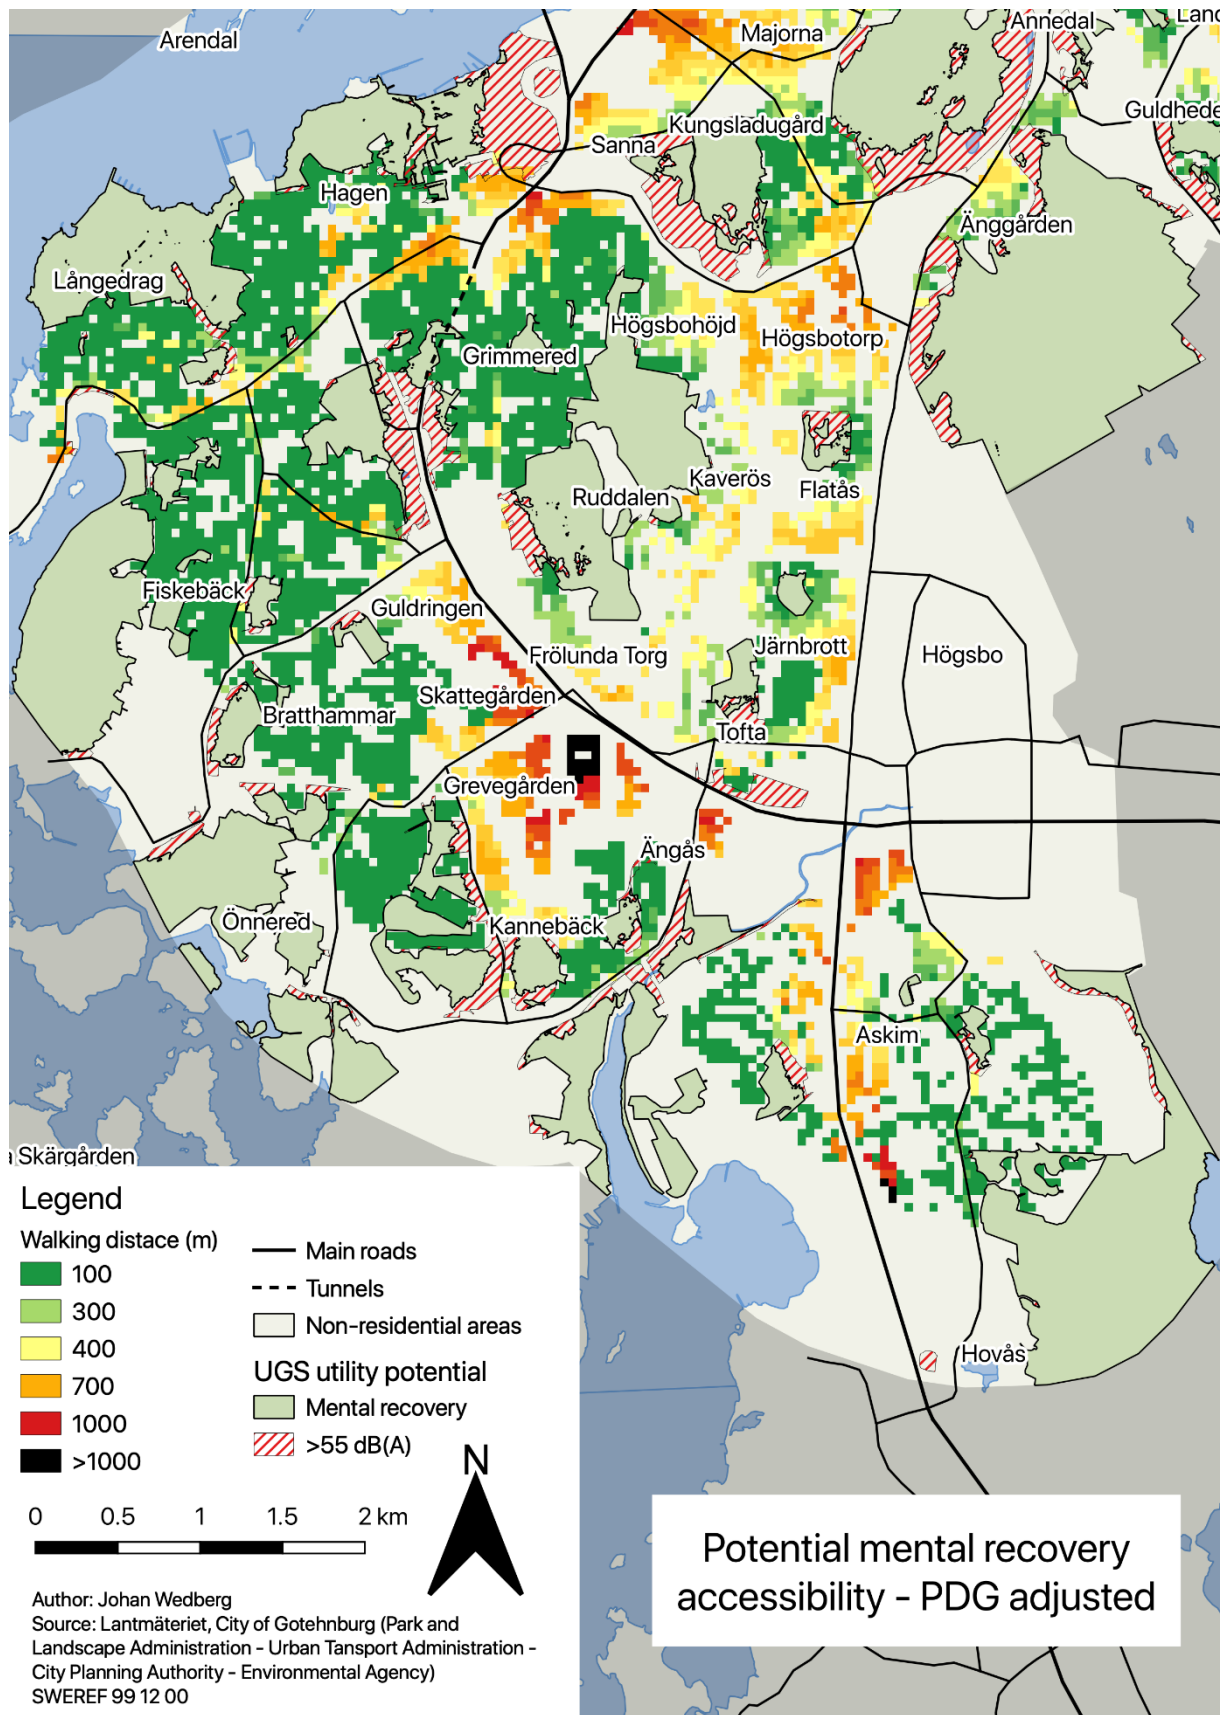 Arendal
Majorna
Annedal
Land
Guldhede
Sanna
Kungsladugård
Hagen
Änggården
Långedrag
Högsbohöjd
Högsbotorp
Grimmered
Kaverös
Flatås
Ruddalen
Fiskebäck
Guldringen
Frölunda Torg
Järnbrott
Högsbo
Skattegården
Bratthammar
Tofta
Grevegården
Ängås
Önnered
Kannebäck
Askim
a Skärgården
Hovås
Legend
Walking distace (m)
100
300
400
700
1000
>1000
Main roads
Tunnels
Non-residential areas
UGS utility potential
Mental recovery
>55 dB(A)
N
0 0.5 1 1.5 2 km
Author: Johan Wedberg
Source: Lantmäteriet, City of Gotehnburg (Park and
Landscape Administration - Urban Tansport Administration -
City Planning Authority - Environmental Agency)
SWEREF 99 12 00
Potential mental recovery
accessibility - PDG adjusted